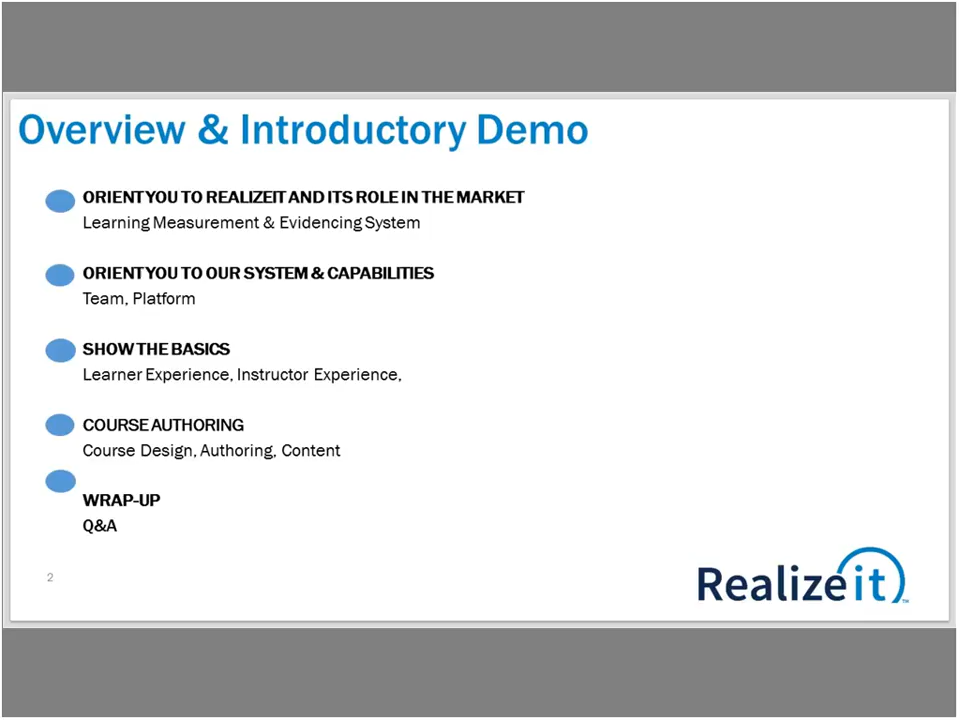 Overview & Introductory Demo
ORIENT YOU TO REALIZEIT AND ITS ROLE IN THE MARKET
Learning Measurement & Evidencing System
ORIENT YOU TO OUR SYSTEM & CAPABILITIES
Team, Platform
SHOW THE BASICS
Learner Experience, Instructor Experience,
COURSE AUTHORING
Course Design, Authoring, Content
WRAP-UP
Q&A
2
Realizeit™